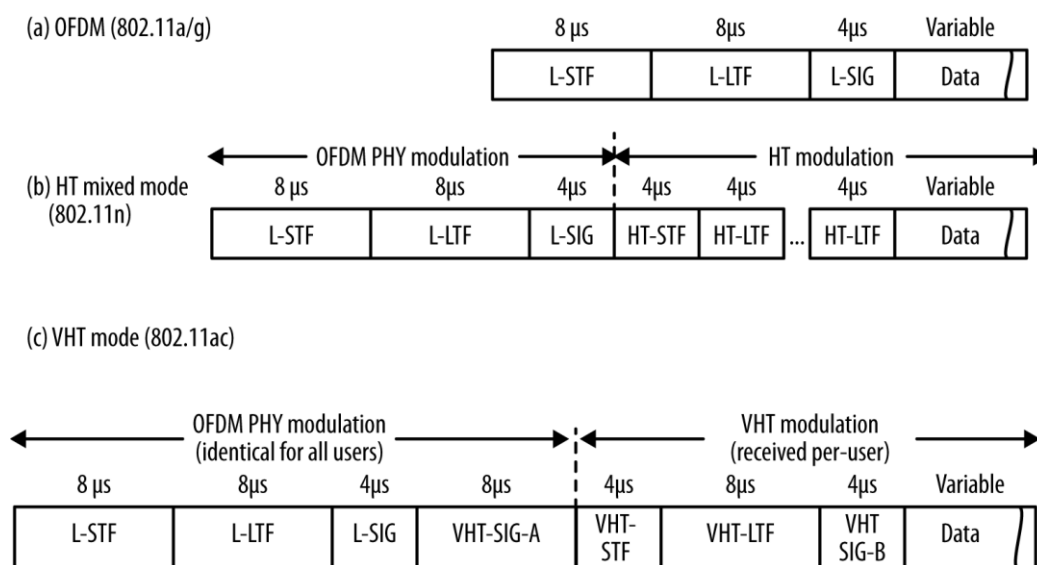 (a) OFDM (802.11a/g)
8 µs 8µs 4µs Variable
L-STF L-LTF L-SIG Data
OFDM PHY modulation HT modulation
(b) HT mixed mode
(802.11n)
8 µs 8µs 4µs 4µs 4µs 4µs Variable
L-STF L-LTF L-SIG HT-STF HT-LTF ... HT-LTF Data
(c) VHT mode (802.11ac)
OFDM PHY modulation
(identical for all users)
VHT modulation
(received per-user)
8 µs 8µs 4µs 8µs 4µs 8µs 4µs Variable
L-STF L-LTF L-SIG VHT-SIG-A VHT-
STF VHT-LTF VHT
SIG-B Data